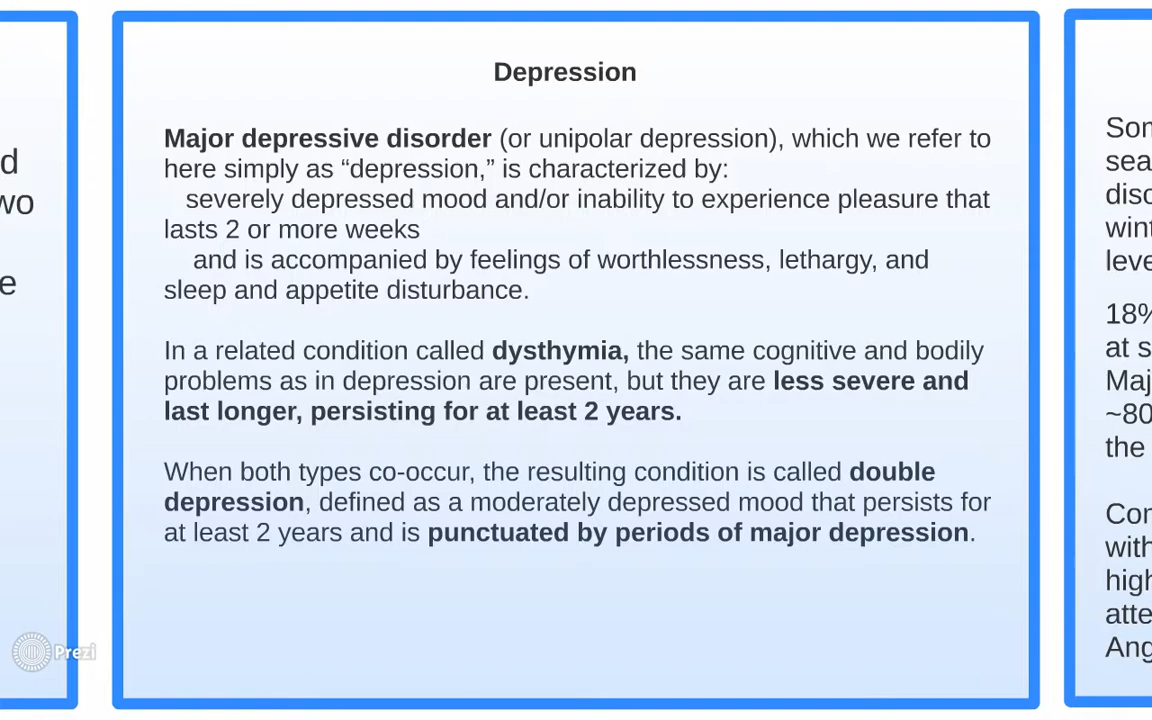 Depression
Major depressive disorder (or unipolar depression), which we refer to
here simply as “depression,” is characterized by:
severely depressed mood and/or inability to experience pleasure that
lasts 2 or more weeks
and is accompanied by feelings of worthlessness, lethargy, and
sleep and appetite disturbance.
In a related condition called dysthymia, the same cognitive and bodily
problems as in depression are present, but they are less severe and
last longer, persisting for at least 2 years.
When both types co-occur, the resulting condition is called double
depression, defined as a moderately depressed mood that persists for
at least 2 years and is punctuated by periods of major depression.
18%
at
~80
the
Prezi